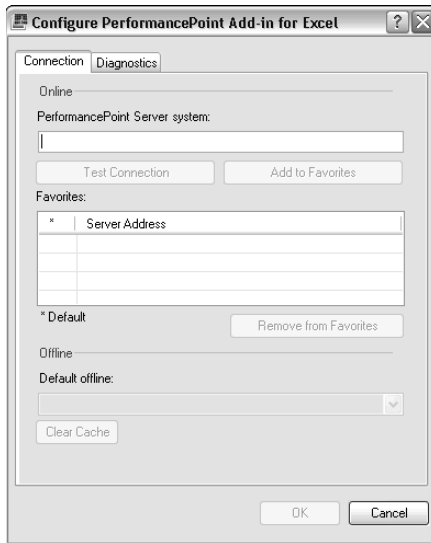 Configure PerformancePoint Add-in for Excel
Connection Diagnostics
Online
PerformancePoint Server system:
Test Connection Add to Favorites
Favorites:
* Server Address
* Default Remove from Favorites
Offline
Default offline:
Clear Cache
OK Cancel